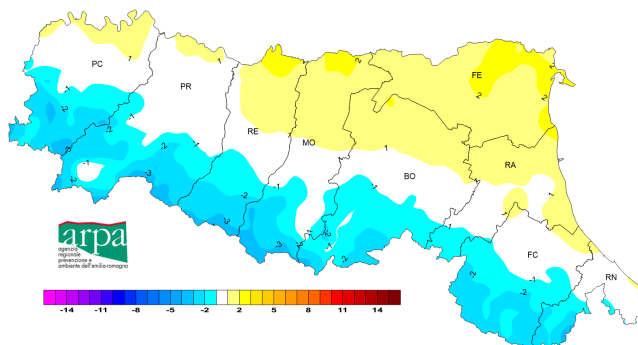 PC
PR
RE
MO
BO
FE
RA
FC
RN
arpa
agenzia
regionale
prevenzione e
ambiente dell'emilia-romagna
-14 -11 -8 -5 -2 2 5 8 11 14